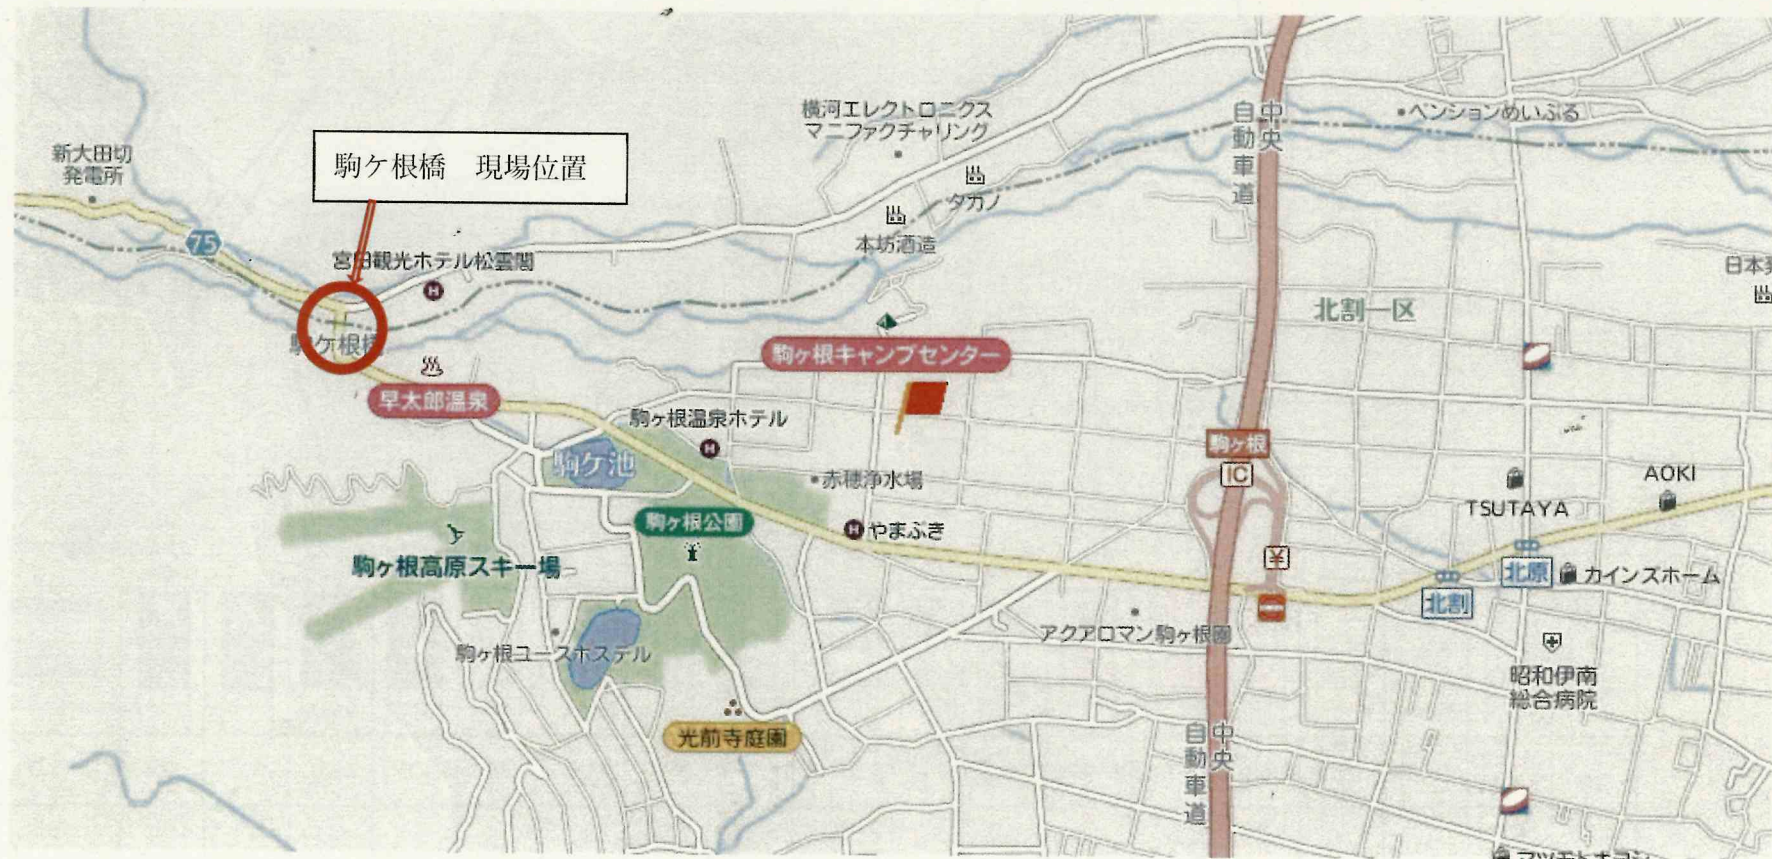 横河エレクトロニクス
マニファクチャリング
中央
自動車道
ペンションめいぷる
新大田切
発電所
駒ケ根橋　現場位置
タカノ
75
本坊酒造
宮田観光ホテル松雲閣
北割一区
駒ケ根橋
駒ヶ根キャンプセンター
早太郎温泉
駒ヶ根温泉ホテル
駒ケ池
駒ヶ根
IC
赤穂浄水場
AOKI
TSUTAYA
駒ヶ根公園
やまぶき
¥
駒ヶ根高原スキー場
北原
カインズホーム
北割
アクアロマン駒ヶ根園
駒ヶ根ユースホステル
昭和伊南
総合病院
光前寺庭園
中央
自動車道